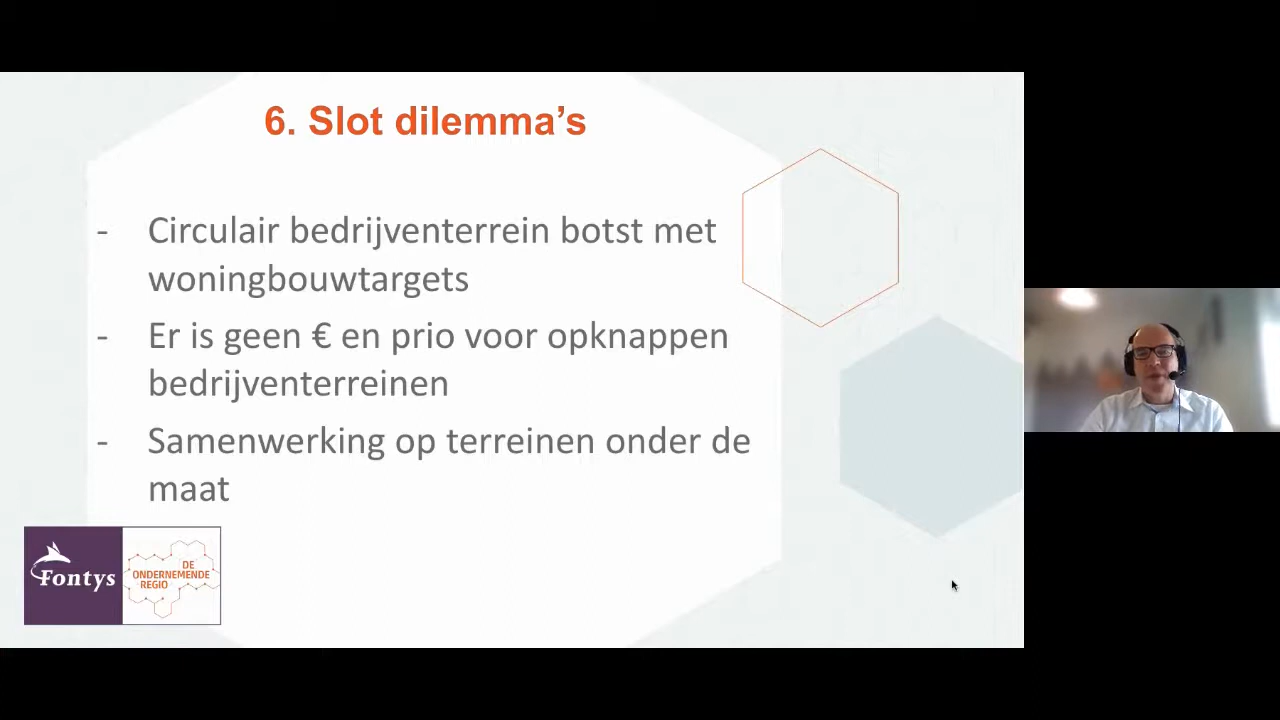 6. Slot dilemma’s
- Circulair bedrijventerrein botst met
woningbouwtargets
- Er is geen € en prio voor opknappen
bedrijventerreinen
- Samenwerking op terreinen onder de
maat
Fontys
DE
ONDERNEMENDE
REGIO